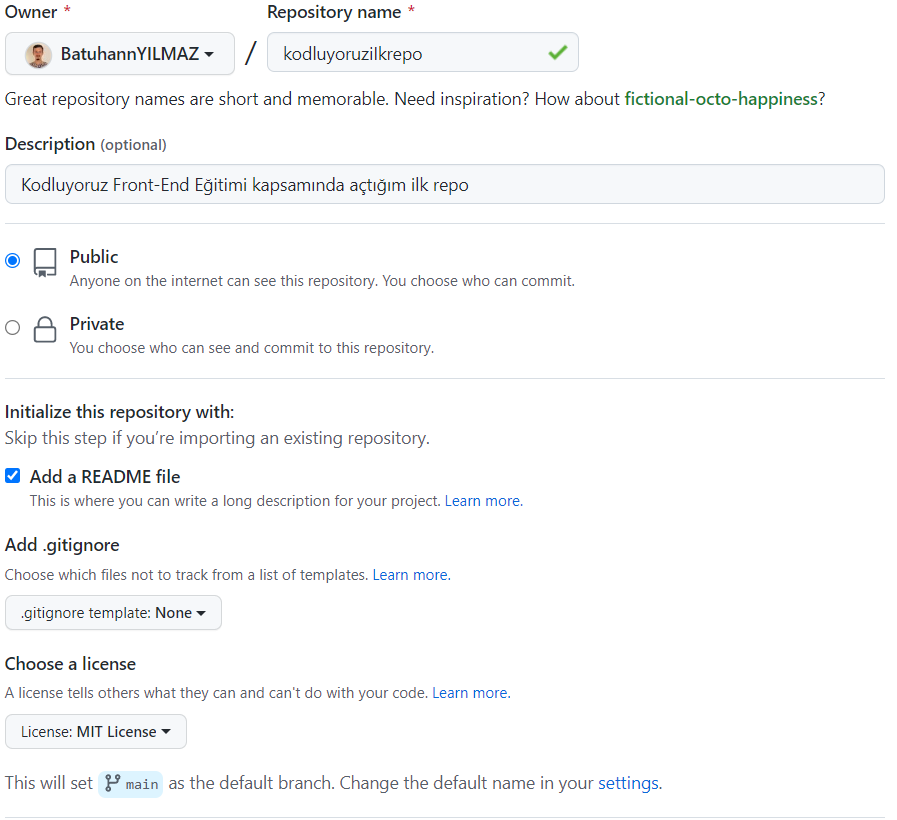 Owner *
Repository name *
BatuhannYILMAZ
/
kodluyoruzilkrepo
Great repository names are short and memorable. Need inspiration? How about fictional-octo-happiness?
Description (optional)
Kodluyoruz Front-End Eğitimi kapsamında açtığım ilk repo
Public
Anyone on the internet can see this repository. You choose who can commit.
Private
You choose who can see and commit to this repository.
Initialize this repository with:
Skip this step if you’re importing an existing repository.
Add a README file
This is where you can write a long description for your project. Learn more.
Add .gitignore
Choose which files not to track from a list of templates. Learn more.
.gitignore template: None
Choose a license
A license tells others what they can and can't do with your code. Learn more.
License: MIT License
This will set main as the default branch. Change the default name in your settings.